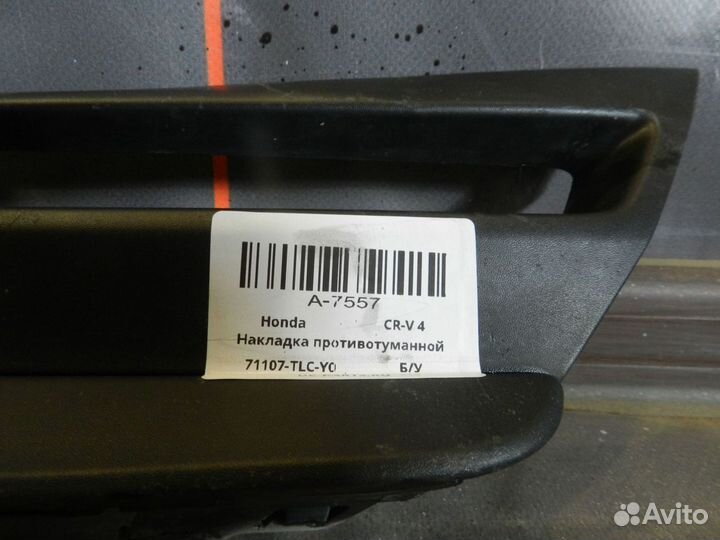 A-7557
Honda CR-V 4
Накладка противотуманной
71107-TLC-Y0 Б/У
Avito